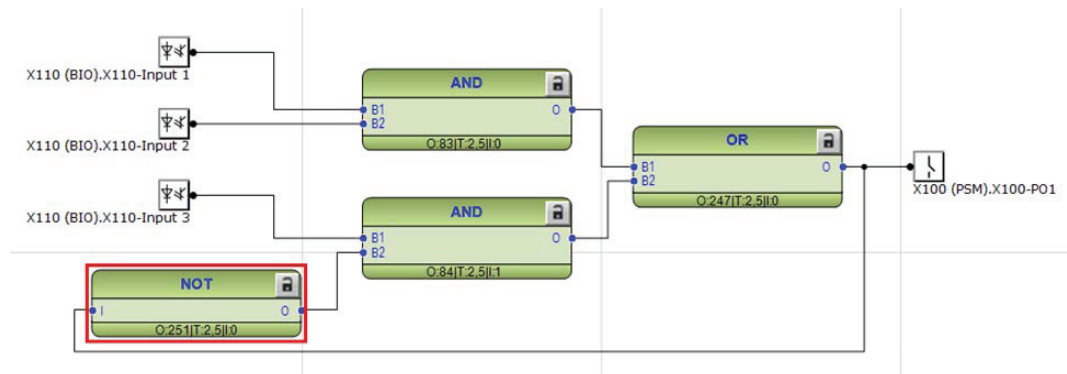 X110 (BIO).X110-Input 1
AND
B1
B2
O
O:83|T:2,5|I:0
X110 (BIO).X110-Input 2
OR
B1
B2
O
O:247|T:2,5|I:0
X100 (PSM).X100-PO1
X110 (BIO).X110-Input 3
AND
B1
B2
O
O:84|T:2,5|I:1
NOT
I
O
O:251|T:2,5|I:0